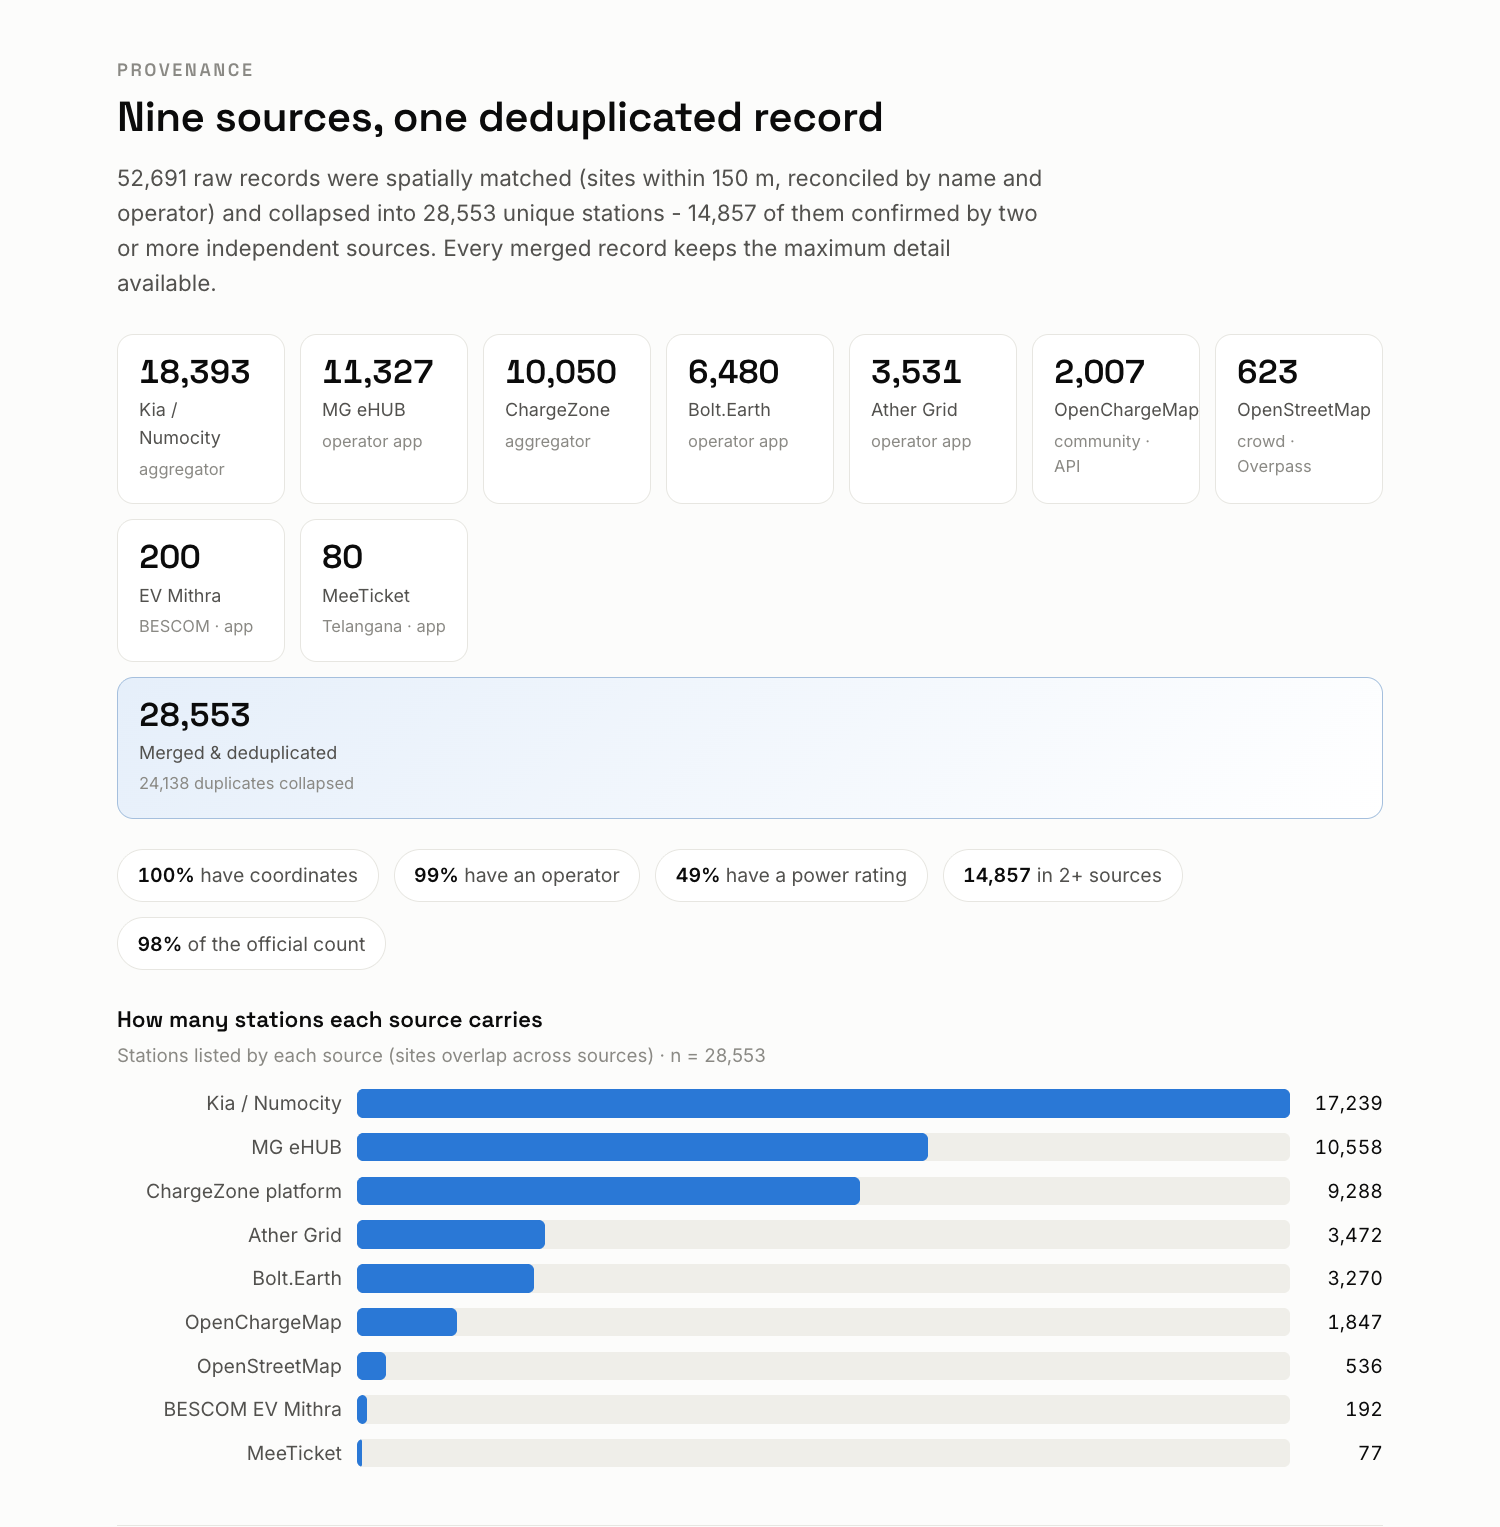 PROVENANCE
Nine sources, one deduplicated record
52,691 raw records were spatially matched (sites within 150 m, reconciled by name and
operator) and collapsed into 28,553 unique stations - 14,857 of them confirmed by two
or more independent sources. Every merged record keeps the maximum detail
available.
18,393
Kia /
Numocity
aggregator
11,327
MG eHUB
operator app
10,050
ChargeZone
aggregator
6,480
Bolt.Earth
operator app
3,531
Ather Grid
operator app
2,007
OpenChargeMap
community ·
API
623
OpenStreetMap
crowd ·
Overpass
200
EV Mithra
BESCOM · app
80
MeeTicket
Telangana · app
28,553
Merged & deduplicated
24,138 duplicates collapsed
100% have coordinates
99% have an operator
49% have a power rating
14,857 in 2+ sources
98% of the official count
How many stations each source carries
Stations listed by each source (sites overlap across sources) · n = 28,553
Kia / Numocity 17,239
MG eHUB 10,558
ChargeZone platform 9,288
Ather Grid 3,472
Bolt.Earth 3,270
OpenChargeMap 1,847
OpenStreetMap 536
BESCOM EV Mithra 192
MeeTicket 77